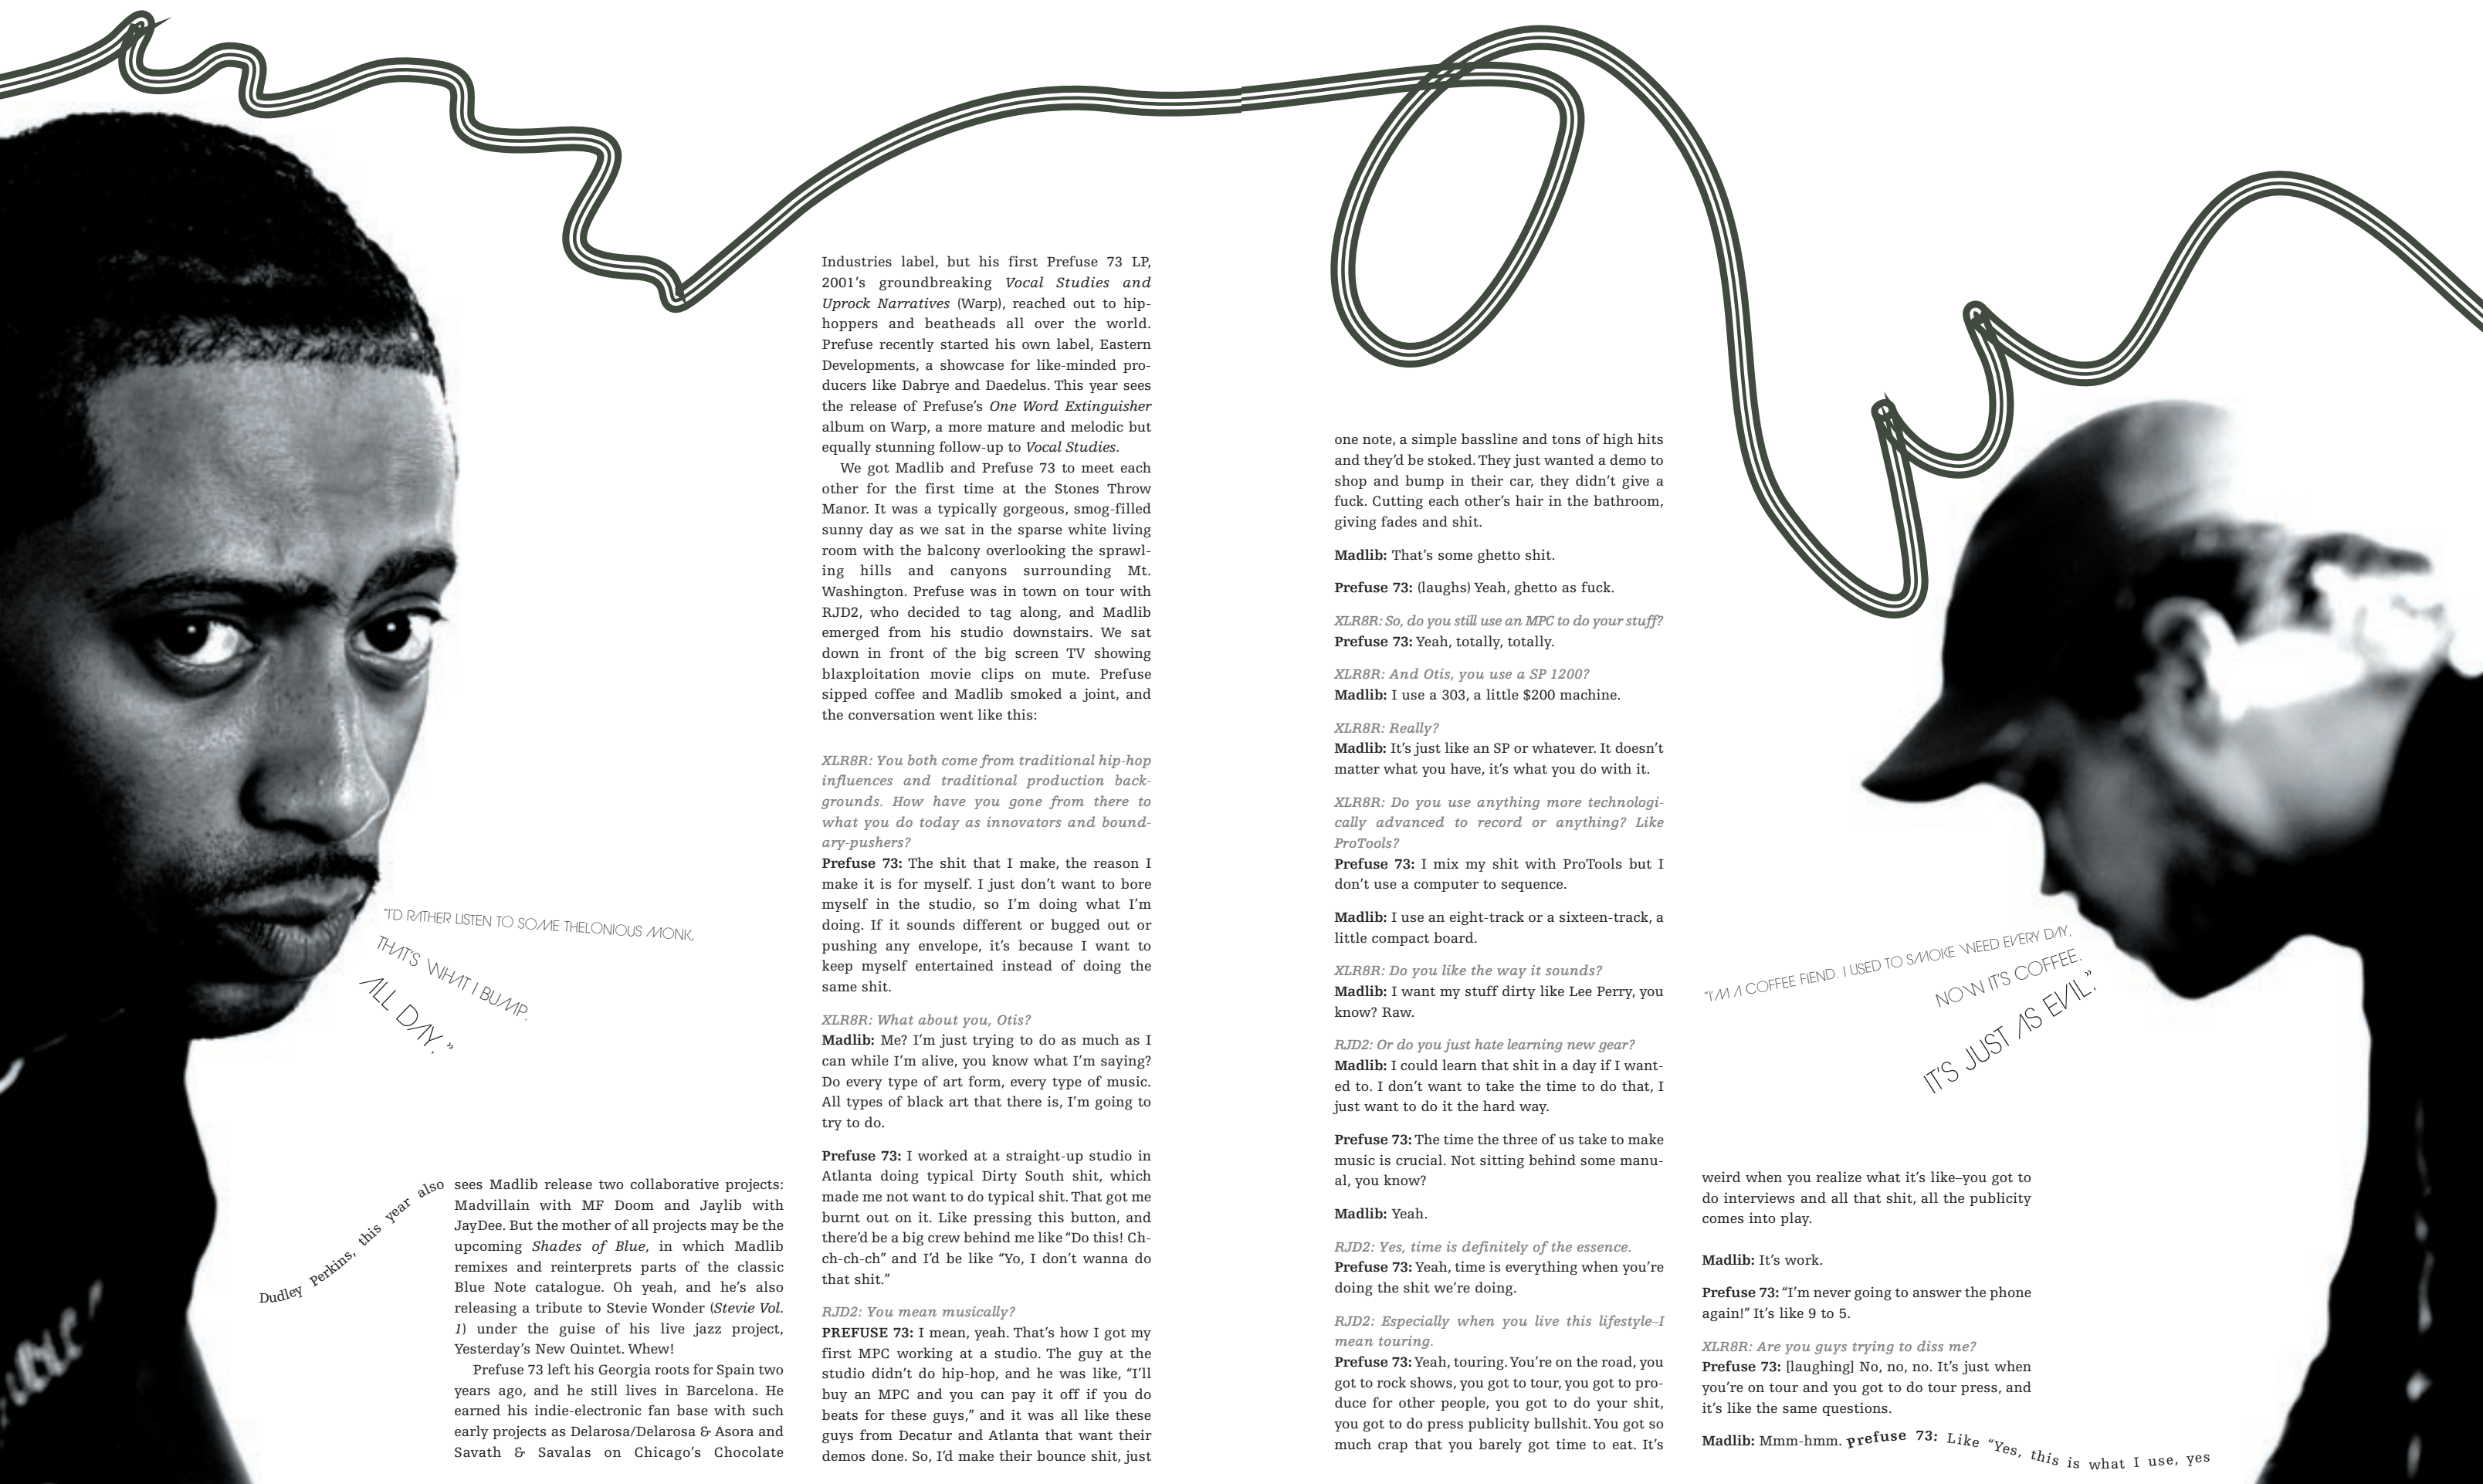 "I'D RATHER LISTEN TO SOME THELONIOUS MONK,
THAT'S WHAT I BUMP.
ALL DAY."
Dudley Perkins, this year also sees Madlib release two collaborative projects:
Madvillain with MF Doom and Jaylib with
JayDee. But the mother of all projects may be the
upcoming Shades of Blue, in which Madlib
remixes and reinterprets parts of the classic
Blue Note catalogue. Oh yeah, and he's also
releasing a tribute to Stevie Wonder (Stevie Vol.
1) under the guise of his live jazz project,
Yesterday's New Quintet. Whew!
Prefuse 73 left his Georgia roots for Spain two
years ago, and he still lives in Barcelona. He
earned his indie-electronic fan base with such
early projects as Delarosa/Delarosa & Asora and
Savath & Savalas on Chicago's Chocolate
Industries label, but his first Prefuse 73 LP,
2001's groundbreaking Vocal Studies and
Uprock Narratives (Warp), reached out to hip-
hoppers and beatheads all over the world.
Prefuse recently started his own label, Eastern
Developments, a showcase for like-minded pro-
ducers like Dabrye and Daedelus. This year sees
the release of Prefuse's One Word Extinguisher
album on Warp, a more mature and melodic but
equally stunning follow-up to Vocal Studies.
We got Madlib and Prefuse 73 to meet each
other for the first time at the Stones Throw
Manor. It was a typically gorgeous, smog-filled
sunny day as we sat in the sparse white living
room with the balcony overlooking the sprawl-
ing hills and canyons surrounding Mt.
Washington. Prefuse was in town on tour with
RJD2, who decided to tag along, and Madlib
emerged from his studio downstairs. We sat
down in front of the big screen TV showing
blaxploitation movie clips on mute. Prefuse
sipped coffee and Madlib smoked a joint, and
the conversation went like this:
XLR8R: You both come from traditional hip-hop
influences and traditional production back-
grounds. How have you gone from there to
what you do today as innovators and bound-
ary-pushers?
Prefuse 73: The shit that I make, the reason I
make it is for myself. I just don't want to bore
myself in the studio, so I'm doing what I'm
doing. If it sounds different or bugged out or
pushing any envelope, it's because I want to
keep myself entertained instead of doing the
same shit.
XLR8R: What about you, Otis?
Madlib: Me? I'm just trying to do as much as I
can while I'm alive, you know what I'm saying?
Do every type of art form, every type of music.
All types of black art that there is, I'm going to
try to do.
Prefuse 73: I worked at a straight-up studio in
Atlanta doing typical Dirty South shit, which
made me not want to do typical shit. That got me
burnt out on it. Like pressing this button, and
there'd be a big crew behind me like "Do this! Ch-
ch-ch-ch" and I'd be like "Yo, I don't wanna do
that shit."
RJD2: You mean musically?
PREFUSE 73: I mean, yeah. That's how I got my
first MPC working at a studio. The guy at the
studio didn't do hip-hop, and he was like, "I'll
buy an MPC and you can pay it off if you do
beats for these guys," and it was all like these
guys from Decatur and Atlanta that want their
demos done. So, I'd make their bounce shit, just
one note, a simple bassline and tons of high hits
and they'd be stoked. They just wanted a demo to
shop and bump in their car, they didn't give a
fuck. Cutting each other's hair in the bathroom,
giving fades and shit.
Madlib: That's some ghetto shit.
Prefuse 73: (laughs) Yeah, ghetto as fuck.
XLR8R: So, do you still use an MPC to do your stuff?
Prefuse 73: Yeah, totally, totally.
XLR8R: And Otis, you use a SP 1200?
Madlib: I use a 303, a little $200 machine.
XLR8R: Really?
Madlib: It's just like an SP or whatever. It doesn't
matter what you have, it's what you do with it.
XLR8R: Do you use anything more technologi-
cally advanced to record or anything? Like
ProTools?
Prefuse 73: I mix my shit with ProTools but I
don't use a computer to sequence.
Madlib: I use an eight-track or a sixteen-track, a
little compact board.
XLR8R: Do you like the way it sounds?
Madlib: I want my stuff dirty like Lee Perry, you
know? Raw.
RJD2: Or do you just hate learning new gear?
Madlib: I could learn that shit in a day if I want-
ed to. I don't want to take the time to do that, I
just want to do it the hard way.
Prefuse 73: The time the three of us take to make
music is crucial. Not sitting behind some manu-
al, you know?
Madlib: Yeah.
RJD2: Yes, time is definitely of the essence.
Prefuse 73: Yeah, time is everything when you're
doing the shit we're doing.
RJD2: Especially when you live this lifestyle–I
mean touring.
Prefuse 73: Yeah, touring. You're on the road, you
got to rock shows, you got to tour, you got to pro-
duce for other people, you got to do your shit,
you got to do press publicity bullshit. You got so
much crap that you barely got time to eat. It's
"I'M A COFFEE FIEND. I USED TO SMOKE WEED EVERY DAY,
NOW IT'S COFFEE.
IT'S JUST AS EVIL."
weird when you realize what it's like–you got to
do interviews and all that shit, all the publicity
comes into play.
Madlib: It's work.
Prefuse 73: "I'm never going to answer the phone
again!" It's like 9 to 5.
XLR8R: Are you guys trying to diss me?
Prefuse 73: [laughing] No, no, no. It's just when
you're on tour and you got to do tour press, and
it's like the same questions.
Madlib: Mmm-hmm. Prefuse 73: Like "Yes, this is what I use, yes